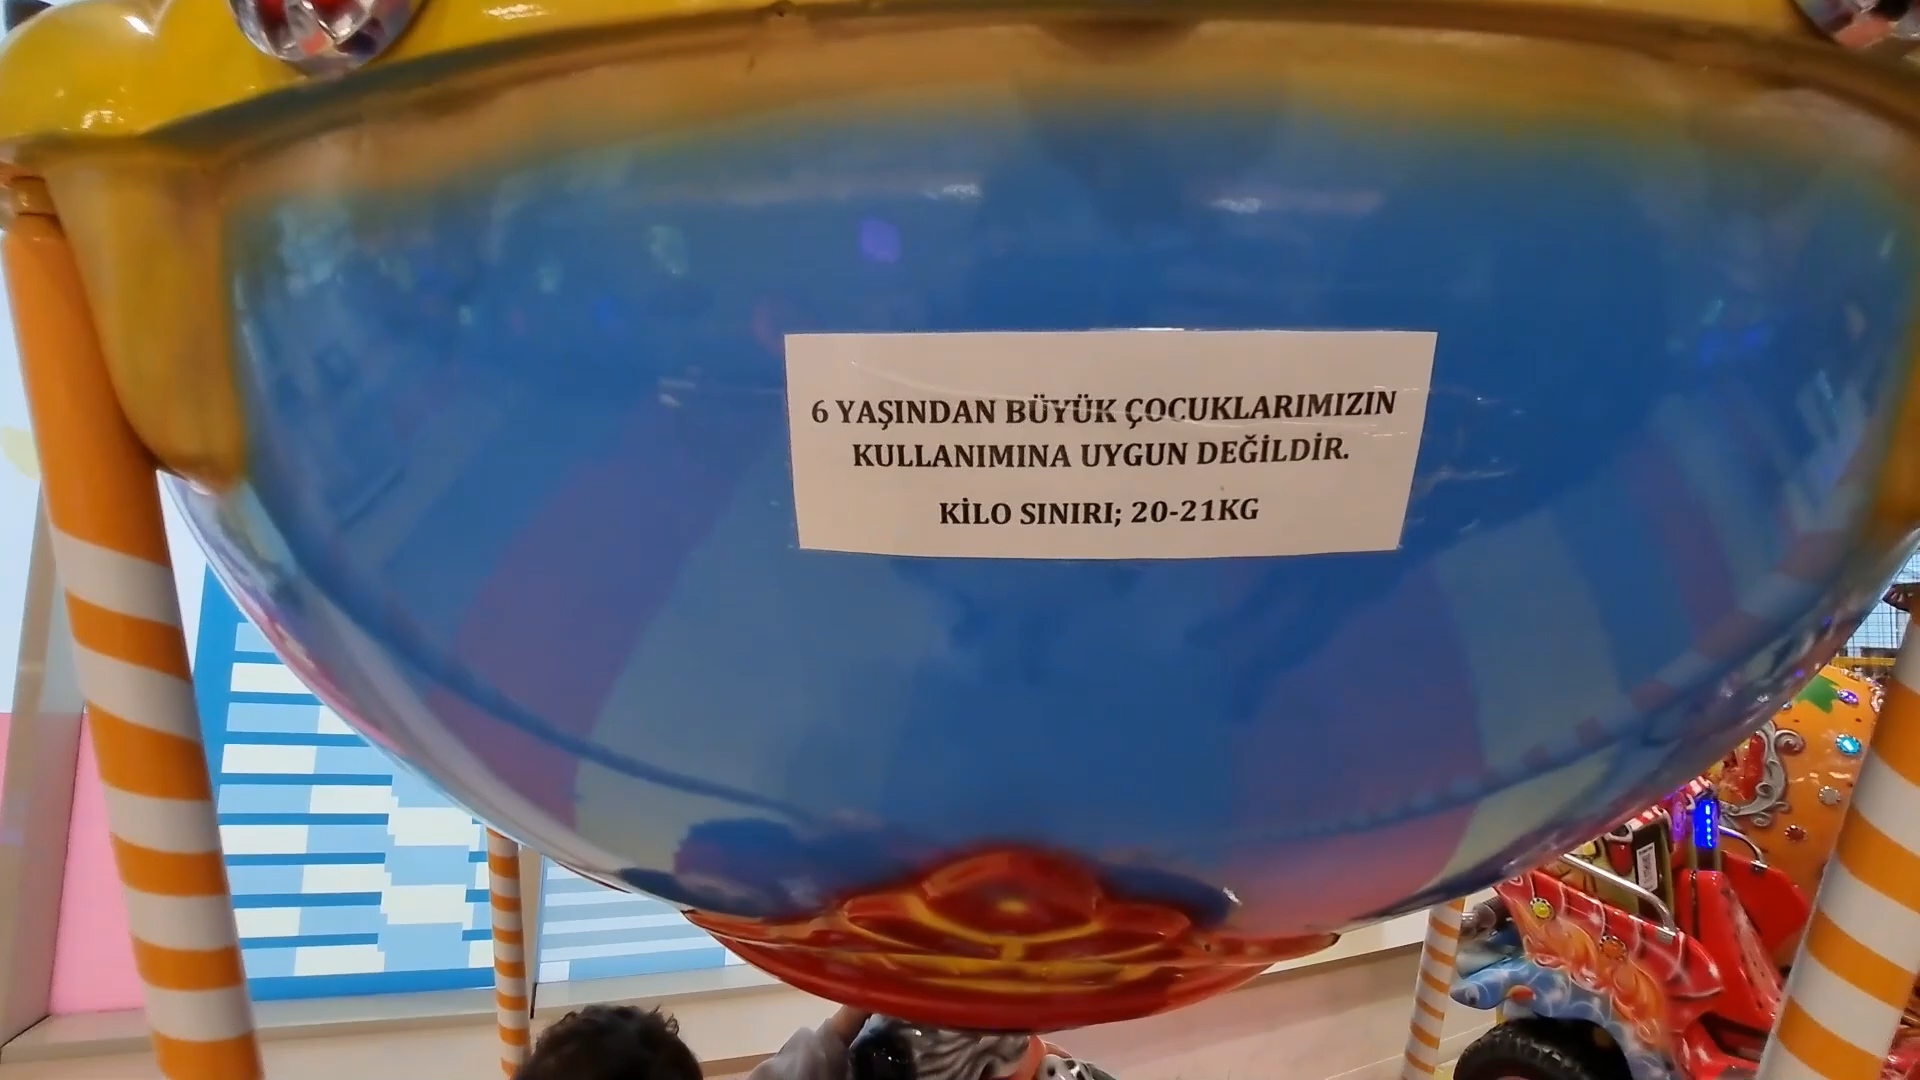 6 YAŞINDAN BÜYÜK ÇOCUKLARIMIZIN
KULLANIMINA UYGUN DEĞİLDİR.
KİLO SINIRI; 20-21KG